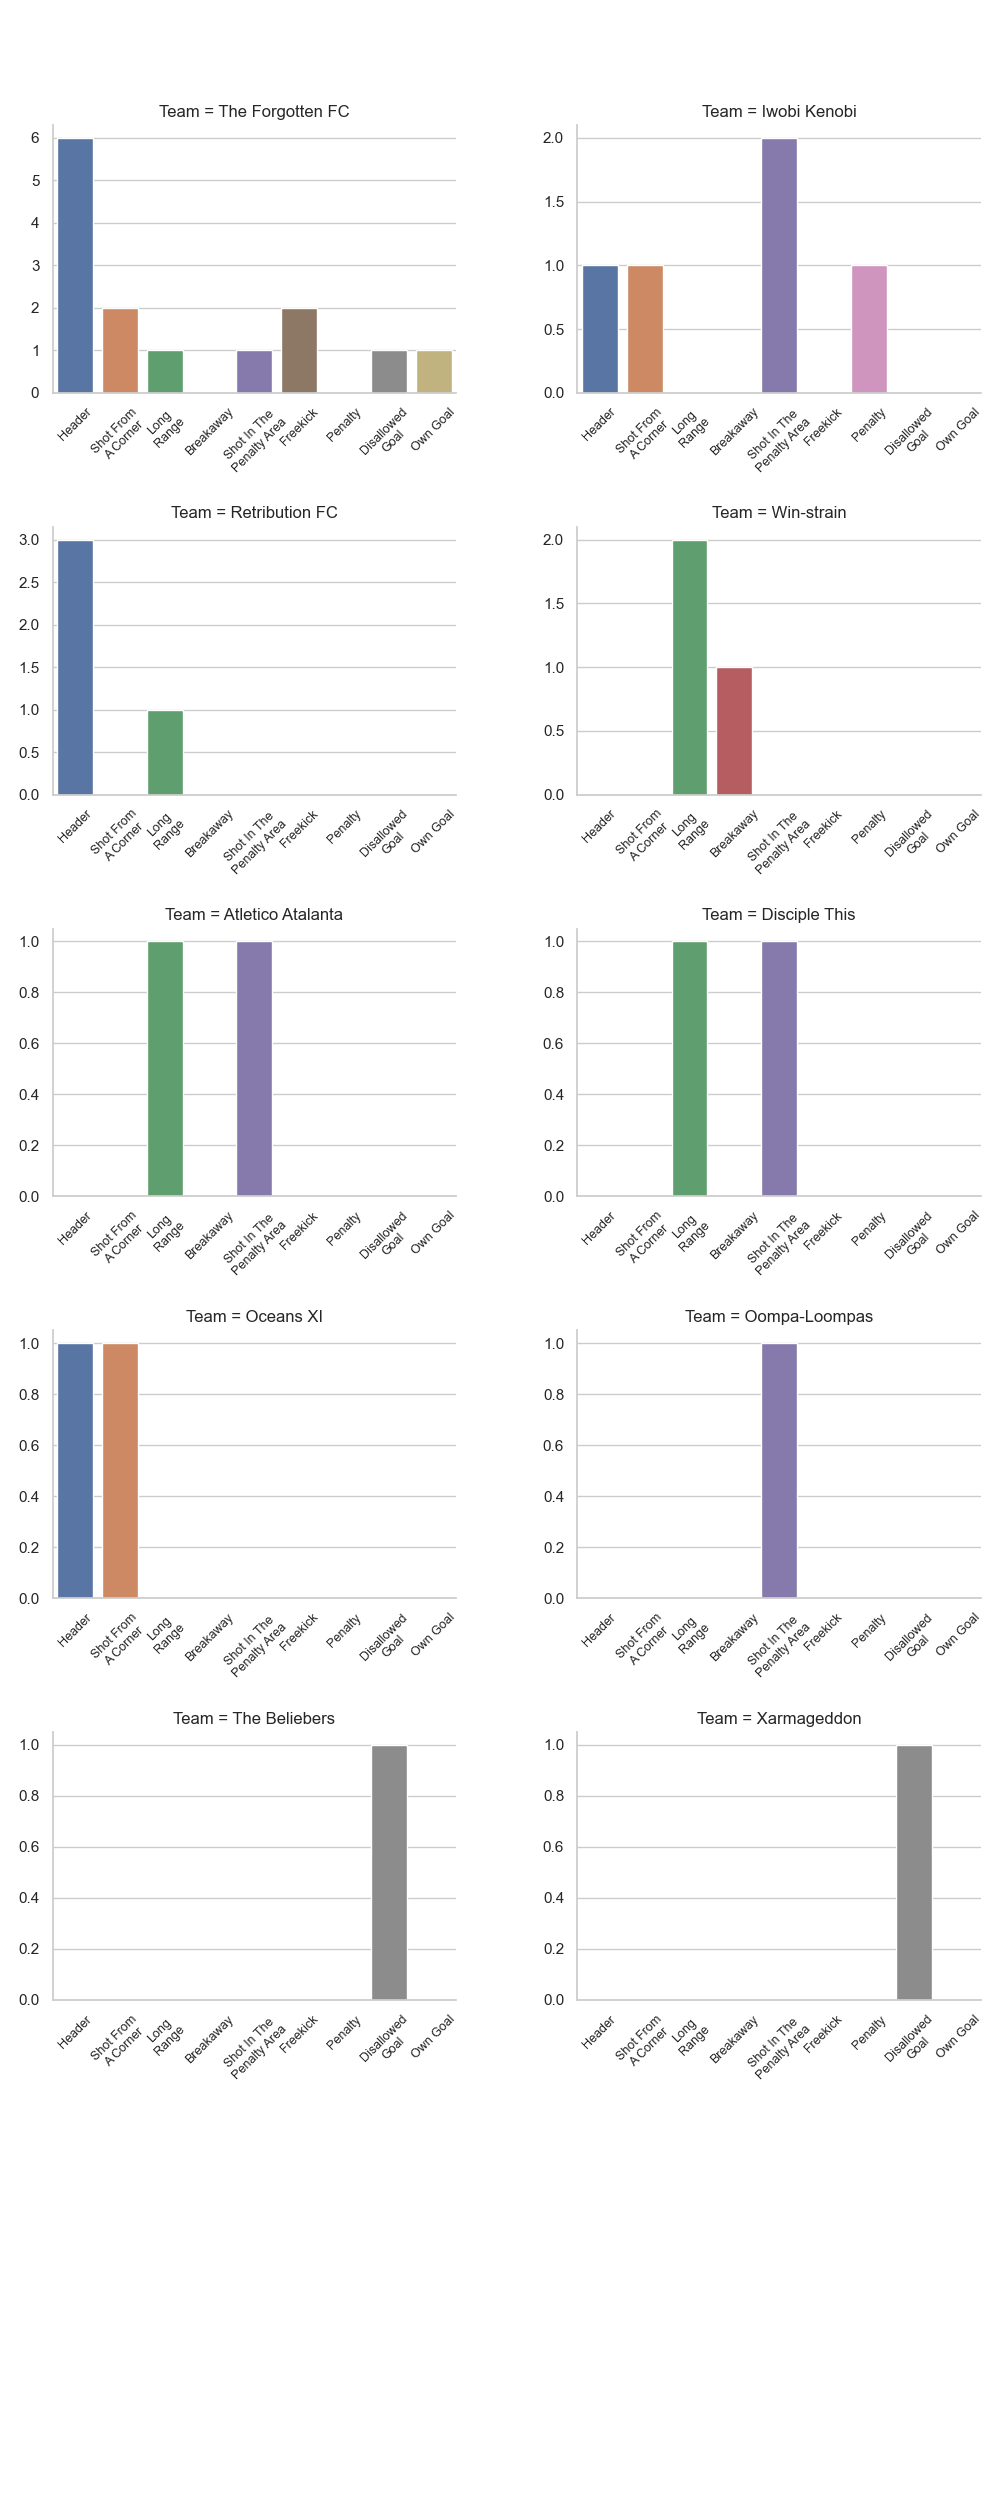 Team = The Forgotten FC
6
5
4
3
2
1
0
Header
Shot From
A Corner
Long
Range
Breakaway
Shot In The
Penalty Area
Freekick
Penalty
Disallowed
Goal
Own Goal
Team = Iwobi Kenobi
2.0
1.5
1.0
0.5
0.0
Header
Shot From
A Corner
Long
Range
Breakaway
Shot In The
Penalty Area
Freekick
Penalty
Disallowed
Goal
Own Goal
Team = Retribution FC
3.0
2.5
2.0
1.5
1.0
0.5
0.0
Header
Shot From
A Corner
Long
Range
Breakaway
Shot In The
Penalty Area
Freekick
Penalty
Disallowed
Goal
Own Goal
Team = Win-strain
2.0
1.5
1.0
0.5
0.0
Header
Shot From
A Corner
Long
Range
Breakaway
Shot In The
Penalty Area
Freekick
Penalty
Disallowed
Goal
Own Goal
Team = Atletico Atalanta
1.0
0.8
0.6
0.4
0.2
0.0
Header
Shot From
A Corner
Long
Range
Breakaway
Shot In The
Penalty Area
Freekick
Penalty
Disallowed
Goal
Own Goal
Team = Disciple This
1.0
0.8
0.6
0.4
0.2
0.0
Header
Shot From
A Corner
Long
Range
Breakaway
Shot In The
Penalty Area
Freekick
Penalty
Disallowed
Goal
Own Goal
Team = Oceans XI
1.0
0.8
0.6
0.4
0.2
0.0
Header
Shot From
A Corner
Long
Range
Breakaway
Shot In The
Penalty Area
Freekick
Penalty
Disallowed
Goal
Own Goal
Team = Oompa-Loompas
1.0
0.8
0.6
0.4
0.2
0.0
Header
Shot From
A Corner
Long
Range
Breakaway
Shot In The
Penalty Area
Freekick
Penalty
Disallowed
Goal
Own Goal
Team = The Beliebers
1.0
0.8
0.6
0.4
0.2
0.0
Header
Shot From
A Corner
Long
Range
Breakaway
Shot In The
Penalty Area
Freekick
Penalty
Disallowed
Goal
Own Goal
Team = Xarmageddon
1.0
0.8
0.6
0.4
0.2
0.0
Header
Shot From
A Corner
Long
Range
Breakaway
Shot In The
Penalty Area
Freekick
Penalty
Disallowed
Goal
Own Goal